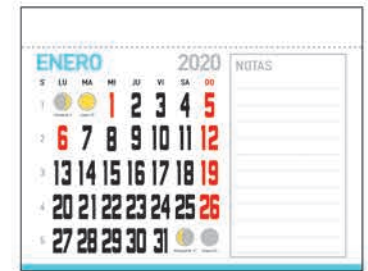 ENERO 2020 NOTAS
S LU MA MI JU VI SA DO
1 1 2 3 4 5
2 6 7 8 9 10 11 12
3 13 14 15 16 17 18 19
4 20 21 22 23 24 25 26
5 27 28 29 30 31